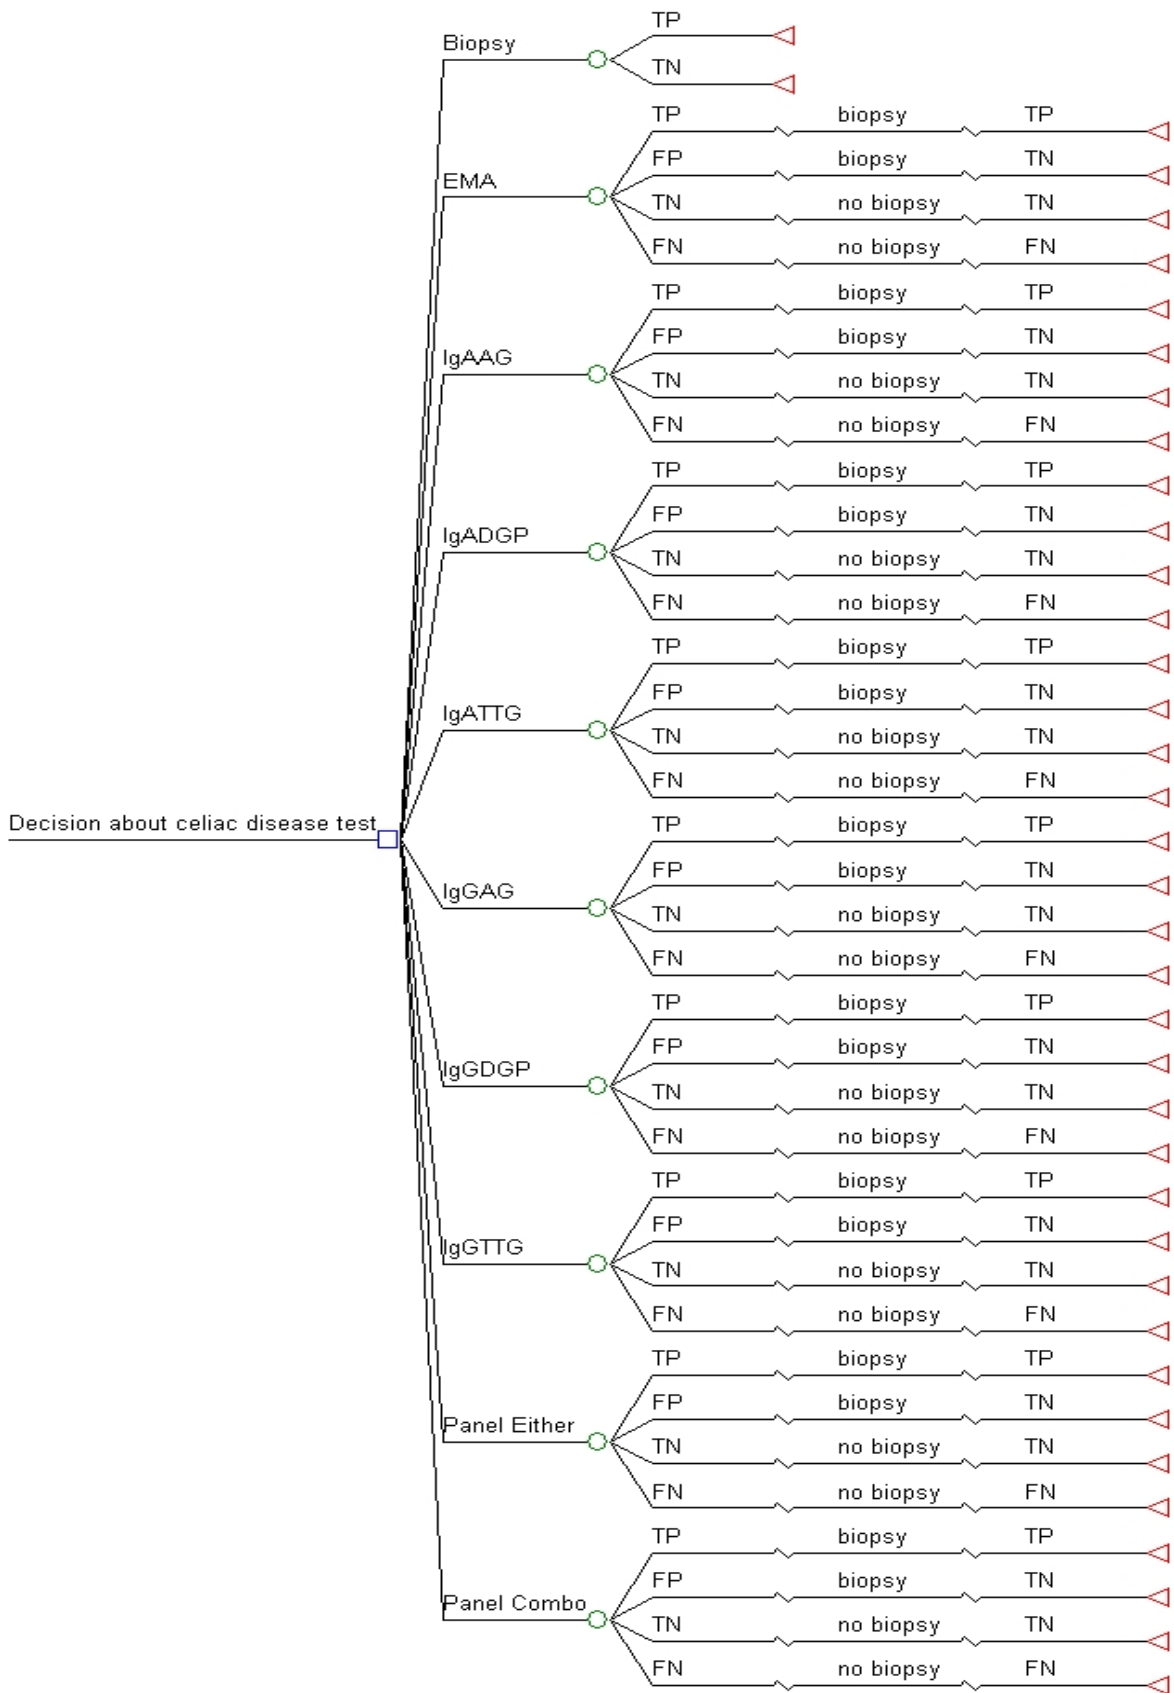 TP
Biopsy
TN
TP biopsy TP
FP biopsy TN
EMA
TN no biopsy TN
FN no biopsy FN
TP biopsy TP
FP biopsy TN
IgAAG
TN no biopsy TN
FN no biopsy FN
TP biopsy TP
FP biopsy TN
IgADGP
TN no biopsy TN
FN no biopsy FN
TP biopsy TP
FP biopsy TN
IgATTG
TN no biopsy TN
FN no biopsy FN
Decision about celiac disease test
TP biopsy TP
FP biopsy TN
IgGAG
TN no biopsy TN
FN no biopsy FN
TP biopsy TP
FP biopsy TN
IgGDGP
TN no biopsy TN
FN no biopsy FN
TP biopsy TP
FP biopsy TN
IgGTTG
TN no biopsy TN
FN no biopsy FN
TP biopsy TP
FP biopsy TN
Panel Either
TN no biopsy TN
FN no biopsy FN
TP biopsy TP
FP biopsy TN
Panel Combo
TN no biopsy TN
FN no biopsy FN